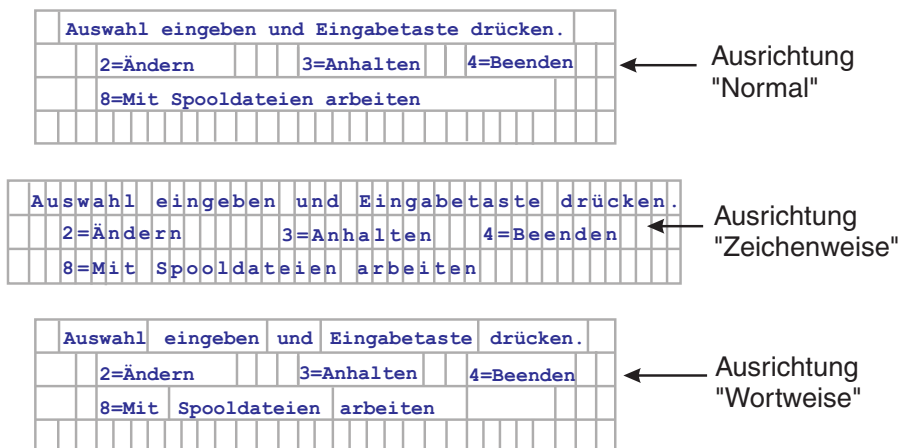 Auswahl eingeben und Eingabetaste drücken.
2=Ändern 3=Anhalten 4=Beenden
8=Mit Spooldateien arbeiten
Ausrichtung
"Normal"
Auswahl eingeben und Eingabetaste drücken.
2=Ändern 3=Anhalten 4=Beenden
8=Mit Spooldateien arbeiten
Ausrichtung
"Zeichenweise"
Auswahl eingeben und Eingabetaste drücken.
2=Ändern 3=Anhalten 4=Beenden
8=Mit Spooldateien arbeiten
Ausrichtung
"Wortweise"